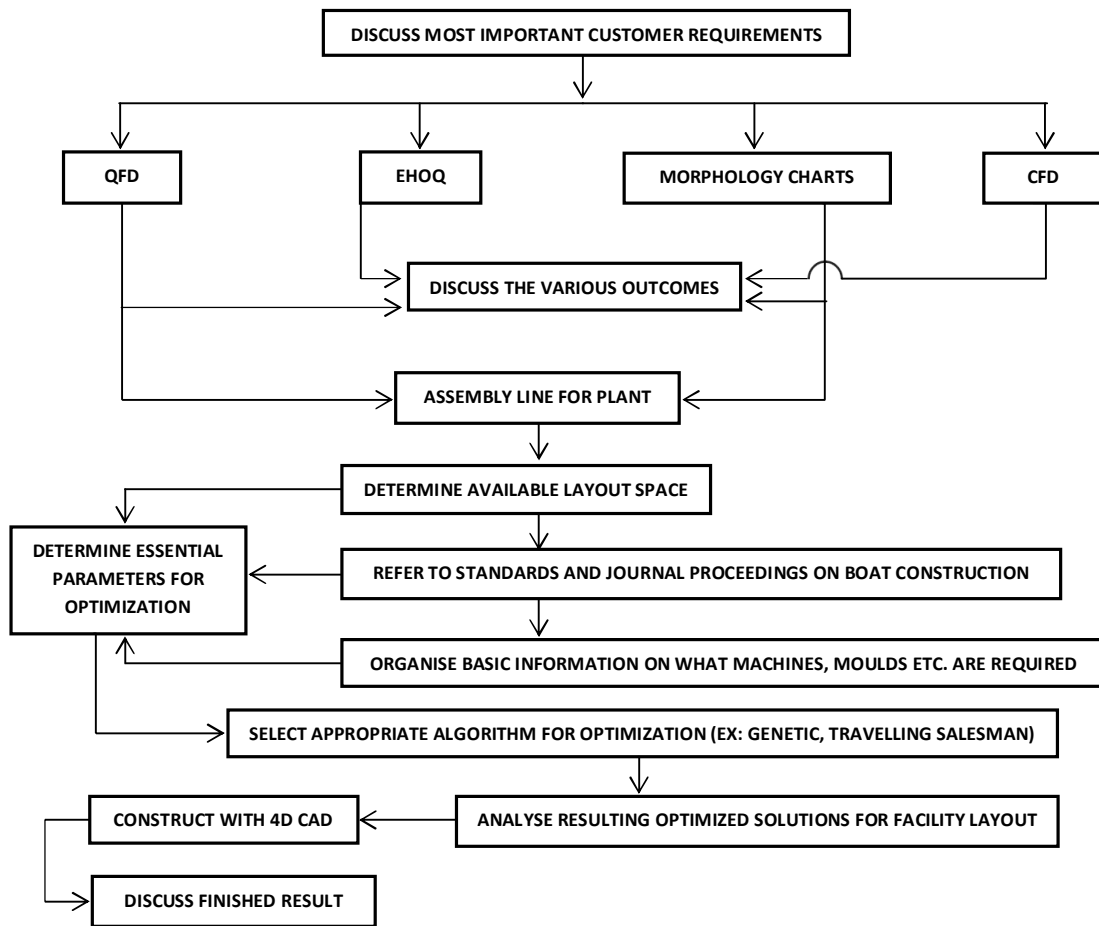 DISCUSS MOST IMPORTANT CUSTOMER REQUIREMENTS
QFD
EHOQ
MORPHOLOGY CHARTS
CFD
DISCUSS THE VARIOUS OUTCOMES
ASSEMBLY LINE FOR PLANT
DETERMINE AVAILABLE LAYOUT SPACE
DETERMINE ESSENTIAL
PARAMETERS FOR
OPTIMIZATION
REFER TO STANDARDS AND JOURNAL PROCEEDINGS ON BOAT CONSTRUCTION
ORGANISE BASIC INFORMATION ON WHAT MACHINES, MOULDS ETC. ARE REQUIRED
SELECT APPROPRIATE ALGORITHM FOR OPTIMIZATION (EX: GENETIC, TRAVELLING SALESMAN)
CONSTRUCT WITH 4D CAD
ANALYSE RESULTING OPTIMIZED SOLUTIONS FOR FACILITY LAYOUT
DISCUSS FINISHED RESULT